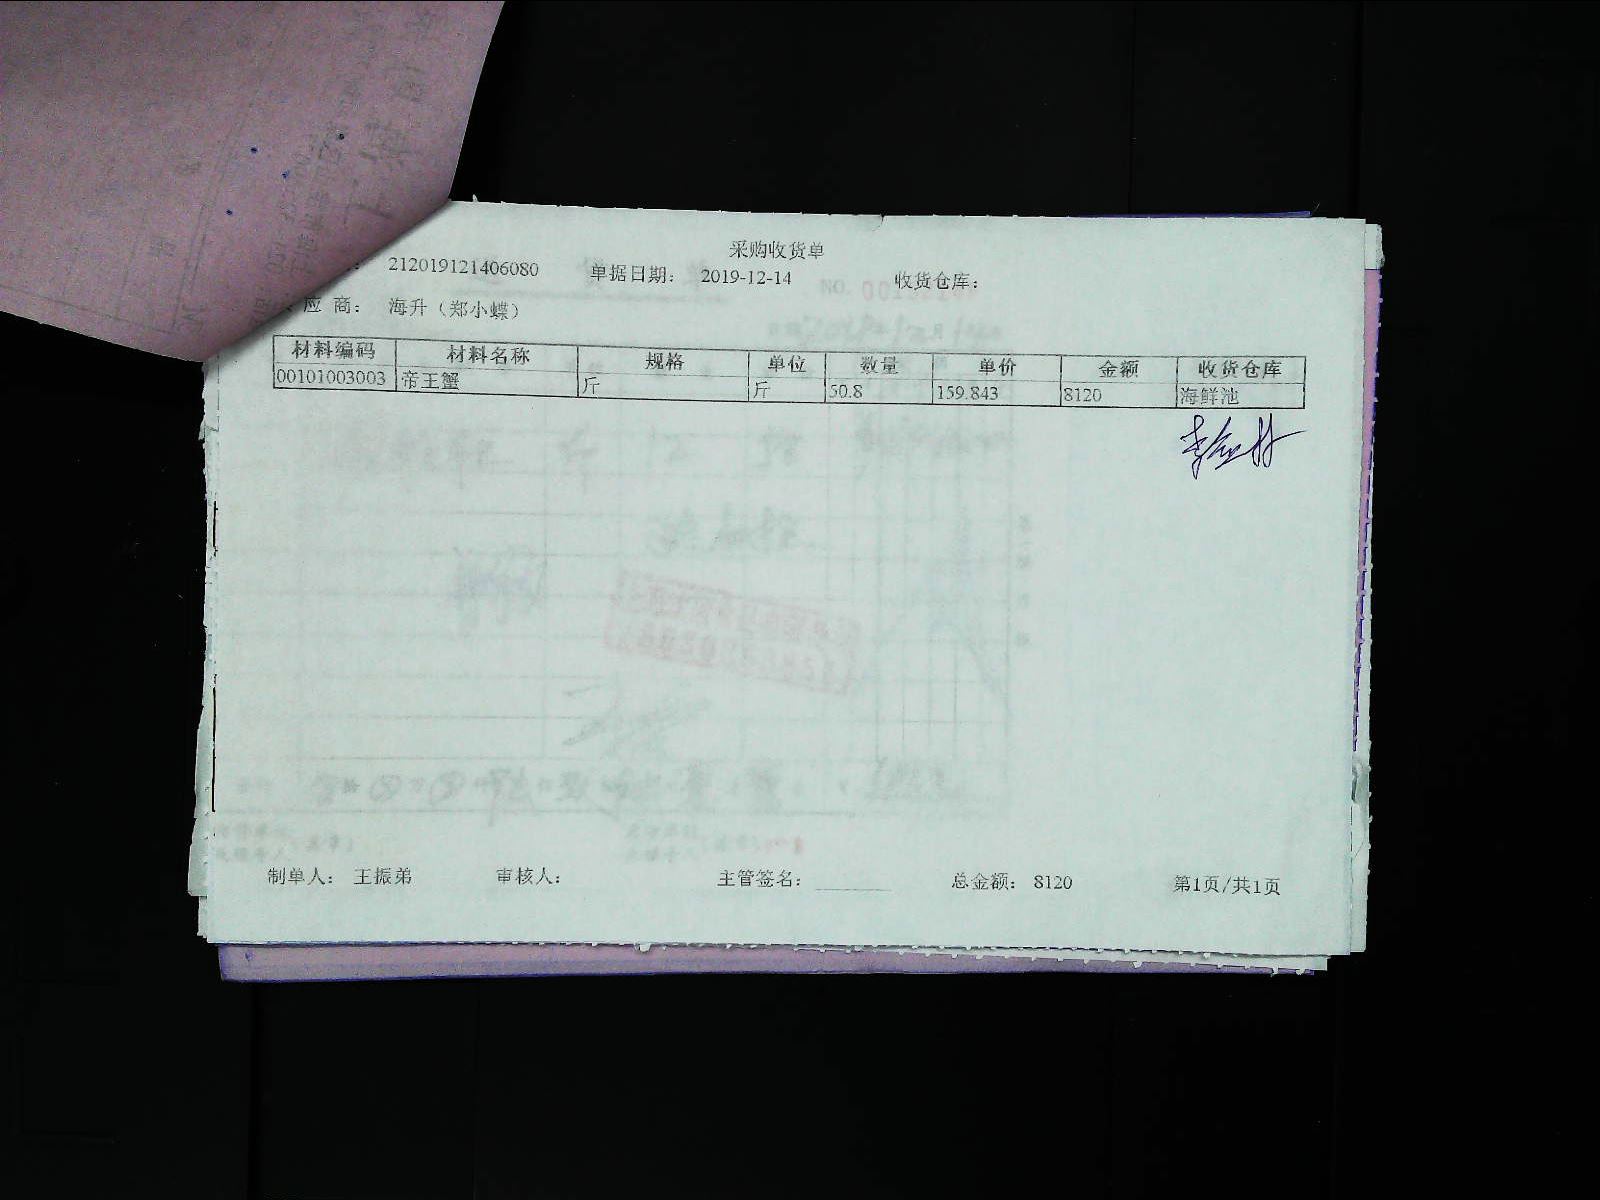 采购收货单
212019121406080 单据日期： 2019-12-14 收货仓库：
应 商： 海升（郑小蝶）
材料编码 材料名称 规格 单位 数量 单价 金额 收货仓库
00101003003 帝王蟹 斤 斤 50.8 159.843 8120 海鲜池
制单人： 王振弟 审核人： 主管签名： 总金额： 8120 第1页/共1页